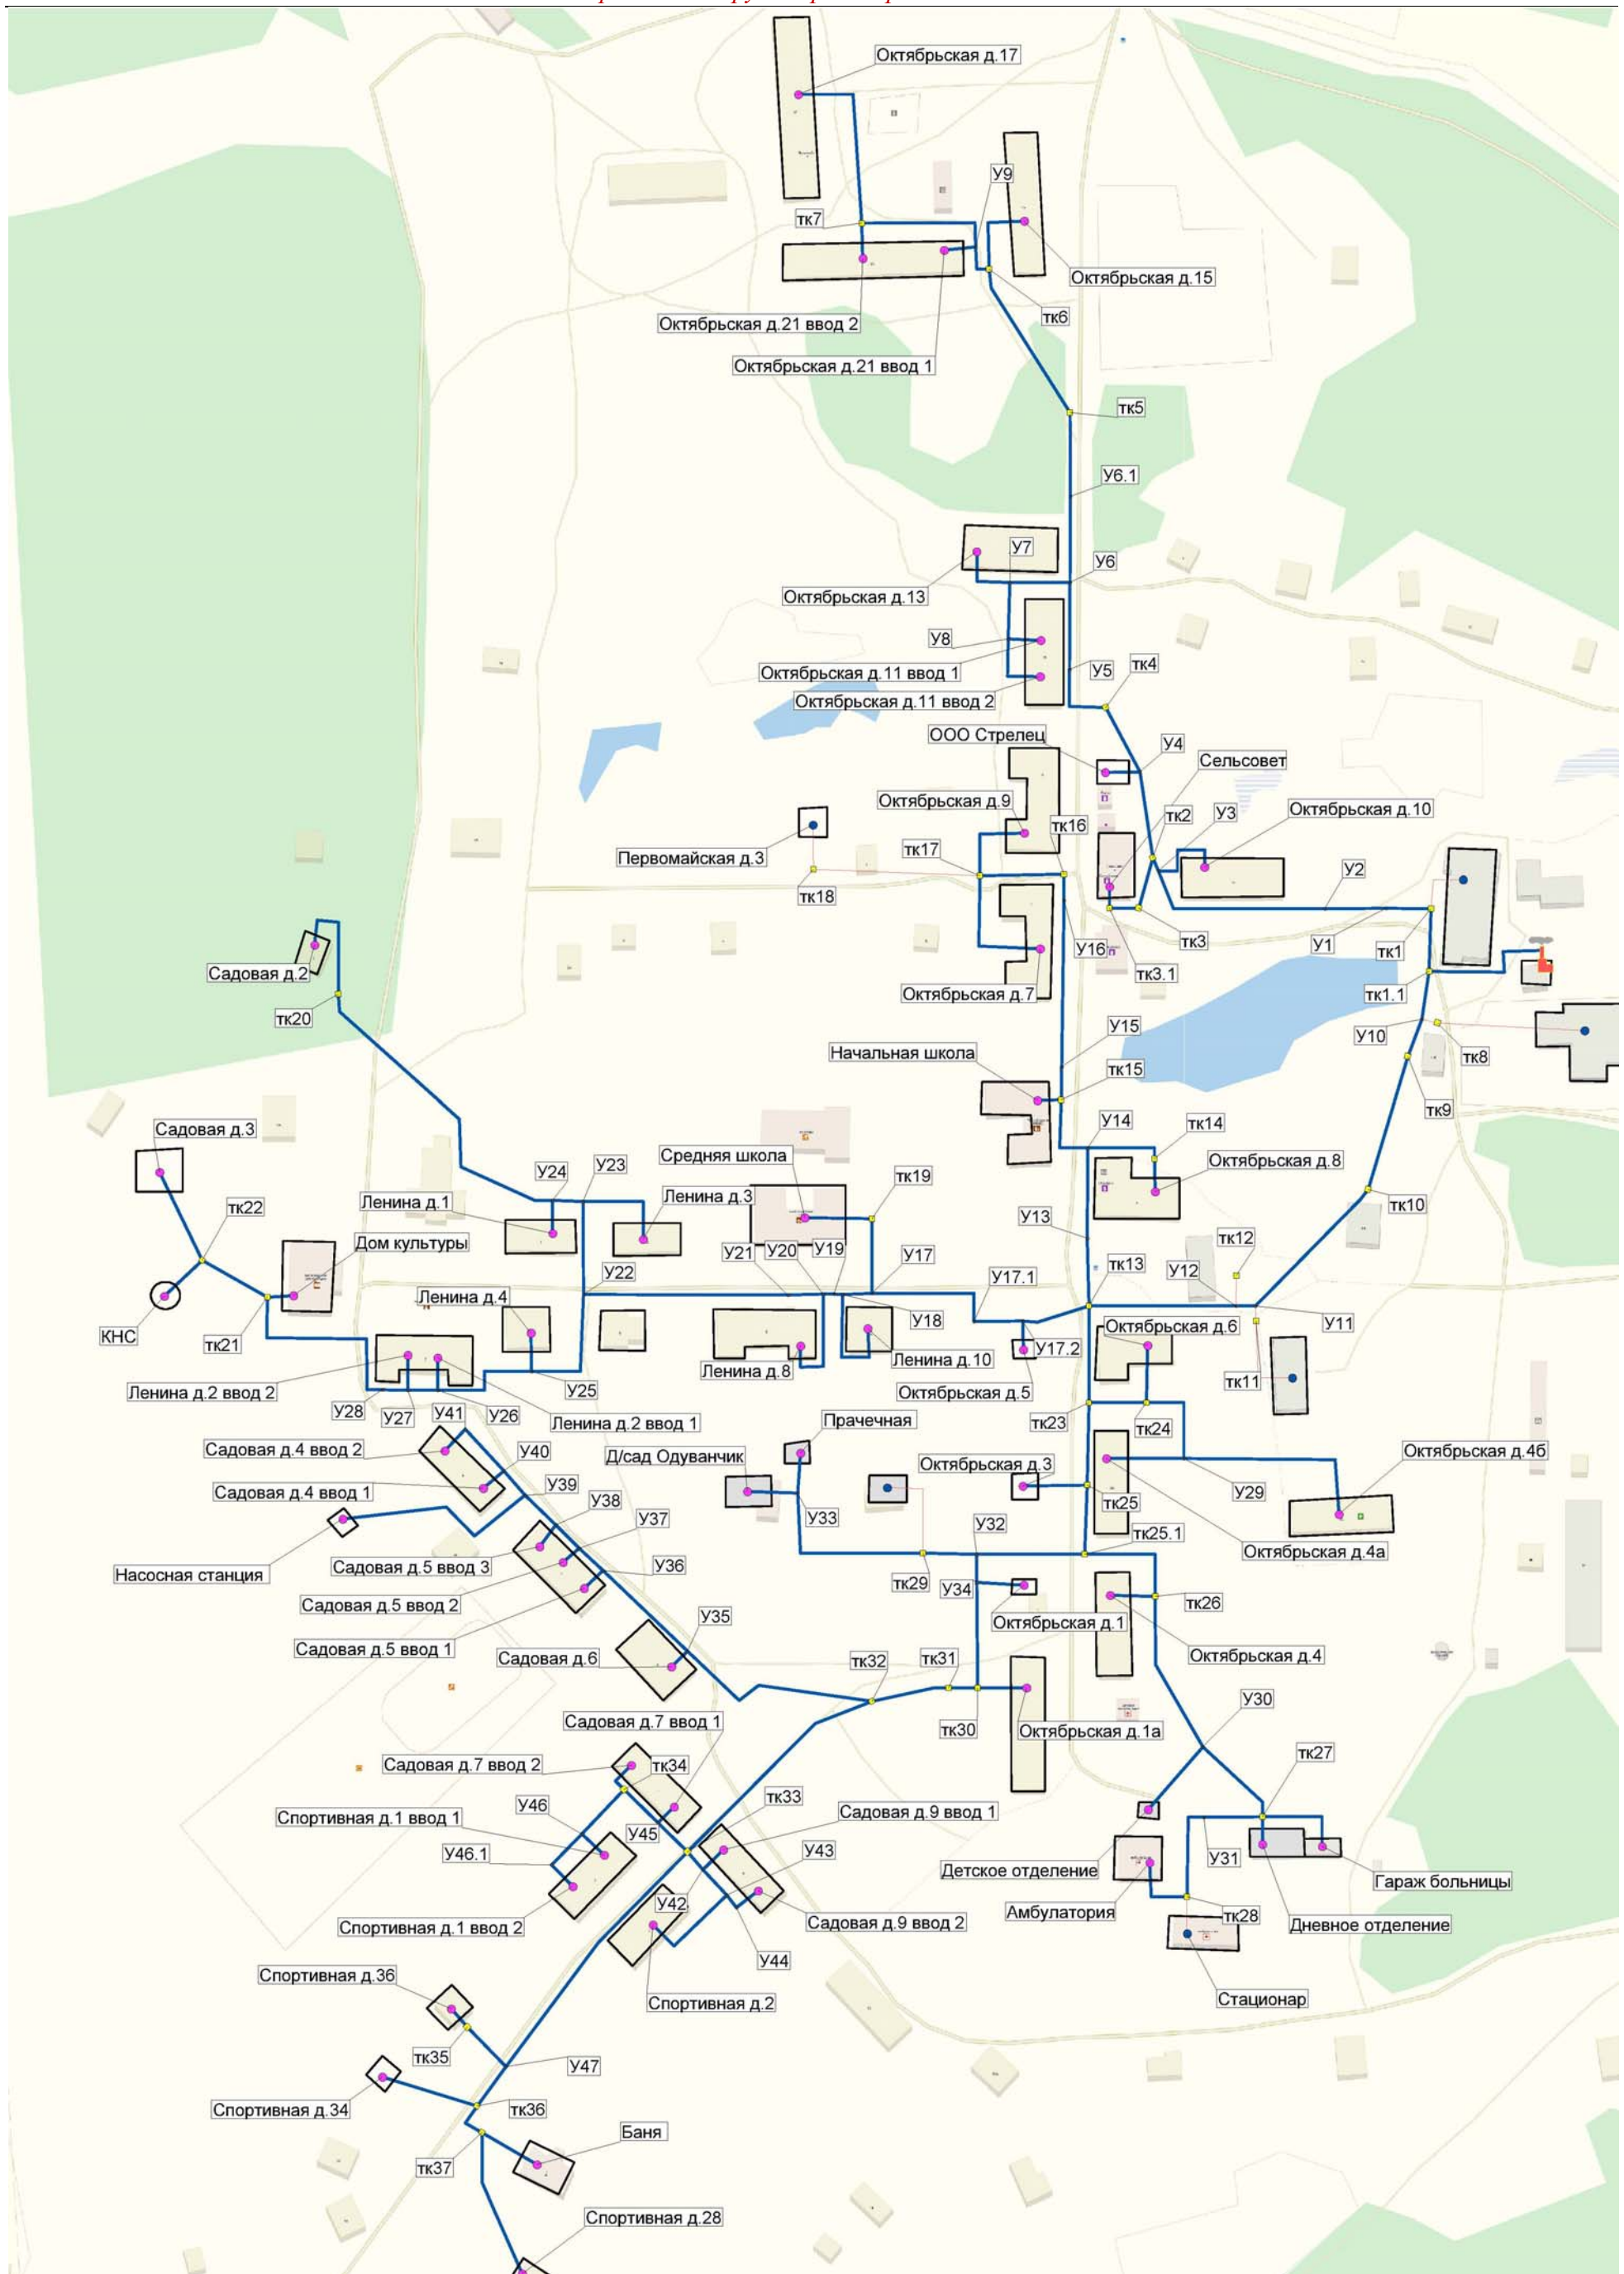 Октябрьская д.17
У9
тк7
Октябрьская д.15
тк6
Октябрьская д.21 ввод 2
Октябрьская д.21 ввод 1
тк5
У6.1
У7
У6
Октябрьская д.13
У8
Октябрьская д.11 ввод 1
У5
тк4
Октябрьская д.11 ввод 2
ООО Стрелец
У4
Сельсовет
Октябрьская д.9
тк2
У3
Октябрьская д.10
тк16
Первомайская д.3
тк17
У2
тк18
У16
тк3
У1
тк1
Садовая д.2
тк3.1
Октябрьская д.7
тк1.1
тк20
У15
У10
Начальная школа
тк8
тк15
тк9
Садовая д.3
У14
тк14
Средняя школа
Октябрьская д.8
У24
У23
тк19
Ленина д.1
Ленина д.3
тк22
тк10
У13
Дом культуры
тк12
У21
У20
У19
У17
тк13
У12
У22
У17.1
Ленина д.4
КНС
У18
Октябрьская д.6
У11
тк21
Ленина д.8
Ленина д.10
У17.2
тк11
Ленина д.2 ввод 2
У25
Октябрьская д.5
У28
У27
У41
У26
Ленина д.2 ввод 1
Прачечная
тк23
тк24
Садовая д.4 ввод 2
У40
Д/сад Одуванчик
Октябрьская д.3
Октябрьская д.4б
Садовая д.4 ввод 1
У39
У29
У38
У37
У33
У32
тк25
тк25.1
Октябрьская д.4а
Насосная станция
Садовая д.5 ввод 3
У36
тк29
У34
Садовая д.5 ввод 2
тк26
У35
Октябрьская д.1
Садовая д.5 ввод 1
Садовая д.6
тк32
тк31
Октябрьская д.4
У30
Садовая д.7 ввод 1
тк30
Октябрьская д.1а
тк27
Садовая д.7 ввод 2
тк34
тк33
У46
Садовая д.9 ввод 1
Спортивная д.1 ввод 1
У45
У43
У46.1
У31
Детское отделение
Гараж больницы
У42
Амбулатория
тк28
Спортивная д.1 ввод 2
Садовая д.9 ввод 2
Дневное отделение
У44
Спортивная д.36
Стационар
Спортивная д.2
тк35
У47
Спортивная д.34
тк36
Баня
тк37
Спортивная д.28